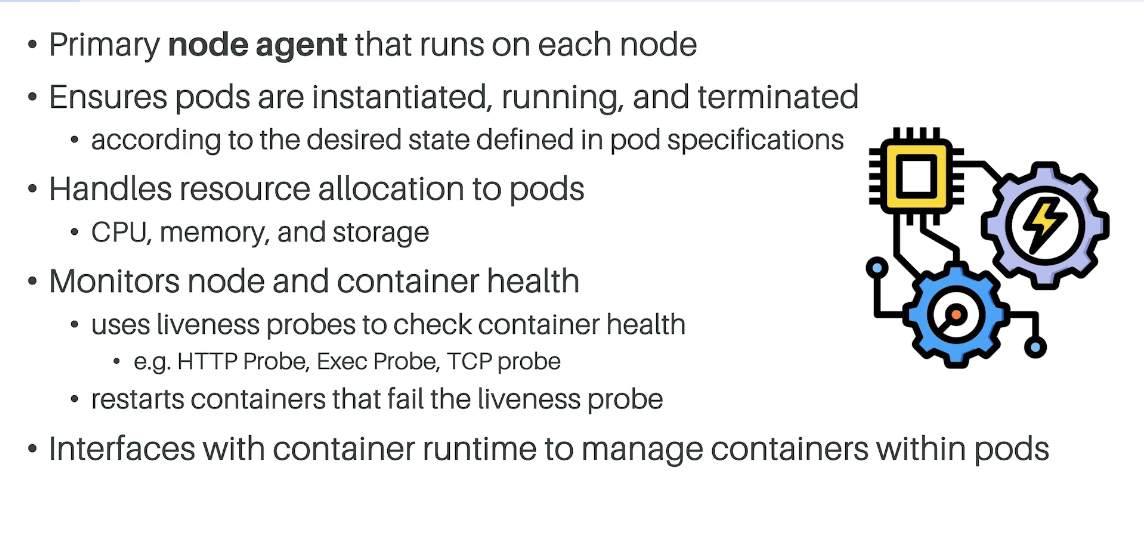 • Primary node agent that runs on each node
• Ensures pods are instantiated, running, and terminated
• according to the desired state defined in pod specifications
• Handles resource allocation to pods
• CPU, memory, and storage
• Monitors node and container health
• uses liveness probes to check container health
• e.g. HTTP Probe, Exec Probe, TCP probe
• restarts containers that fail the liveness probe
• Interfaces with container runtime to manage containers within pods